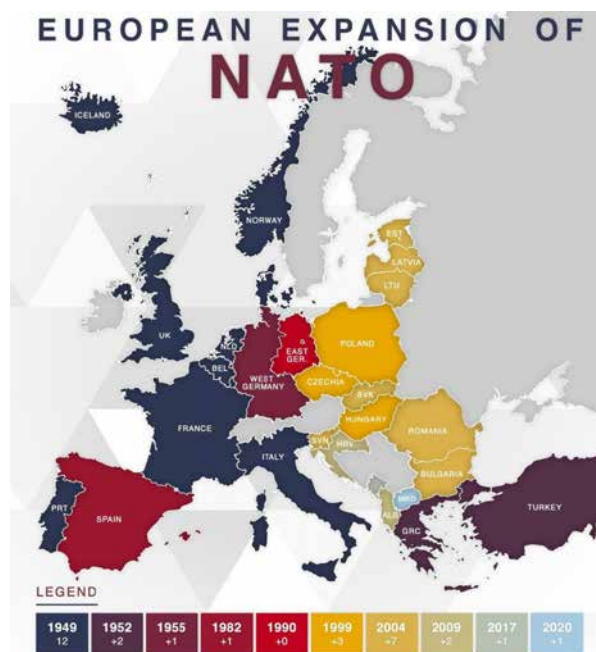 EUROPEAN EXPANSION OF
NATO
ICELAND
NORWAY
EST
LATVIA
LTU
UK
NLD
BEL
WEST
GERMANY
EAST
GER.
POLAND
CZECHIA
SVK
HUNGARY
FRANCE
ITALY
SVN
HRV
ROMANIA
BULGARIA
MKD
ALB
PRT
SPAIN
GRC
TURKEY
LEGEND
1949 1952 1955 1982 1990 1999 2004 2009 2017 2020
12 +2 +1 +1 +0 +3 +7 +2 +1 +1